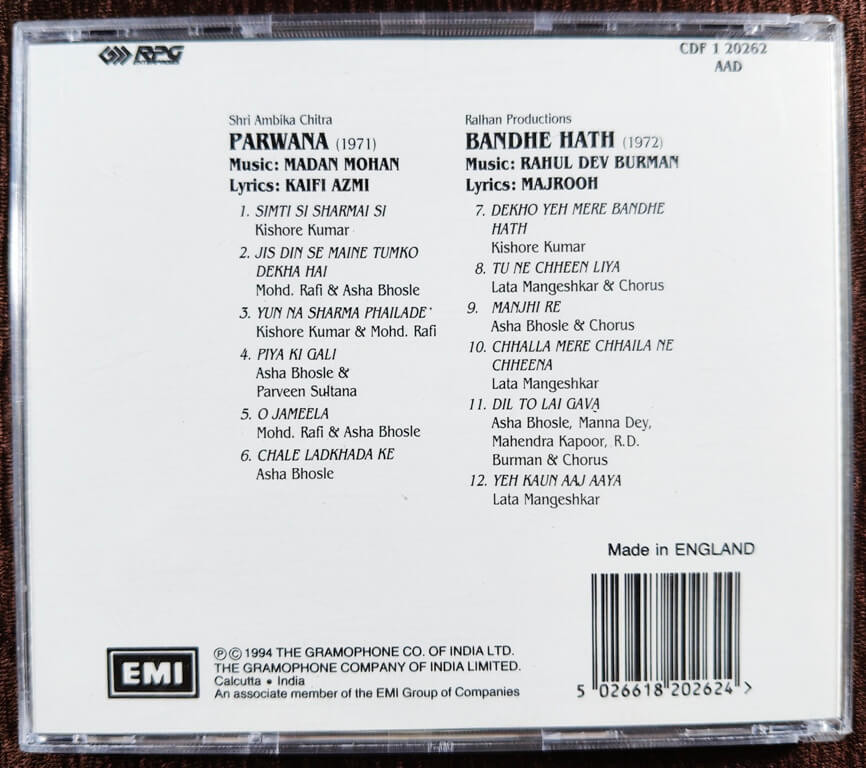 RPG
ENTERPRISES
CDF 1 20262
AAD
Shri Ambika Chitra
PARWANA (1971)
Music: MADAN MOHAN
Lyrics: KAIFI AZMI
1. SIMTI SI SHARMAI SI
Kishore Kumar
2. JIS DIN SE MAINE TUMKO
DEKHA HAI
Mohd. Rafi & Asha Bhosle
3. YUN NA SHARMA PHAILADE'
Kishore Kumar & Mohd. Rafi
4. PIYA KI GALI
Asha Bhosle &
Parveen Sultana
5. O JAMEELA
Mohd. Rafi & Asha Bhosle
6. CHALE LADKHADA KE
Asha Bhosle
Ralhan Productions
BANDHE HATH (1972)
Music: RAHUL DEV BURMAN
Lyrics: MAJROOH
7. DEKHO YEH MERE BANDHE
HATH
Kishore Kumar
8. TU NE CHHEEN LIYA
Lata Mangeshkar & Chorus
9. MANJHI RE
Asha Bhosle & Chorus
10. CHHALLA MERE CHHAILA NE
CHHEENA
Lata Mangeshkar
11. DIL TO LAI GAVA
Asha Bhosle, Manna Dey,
Mahendra Kapoor, R.D.
Burman & Chorus
12. YEH KAUN AAJ AAYA
Lata Mangeshkar
Made in ENGLAND
5 026618 202624 >
EMI
℗© 1994 THE GRAMOPHONE CO. OF INDIA LTD.
THE GRAMOPHONE COMPANY OF INDIA LIMITED.
Calcutta • India
An associate member of the EMI Group of Companies